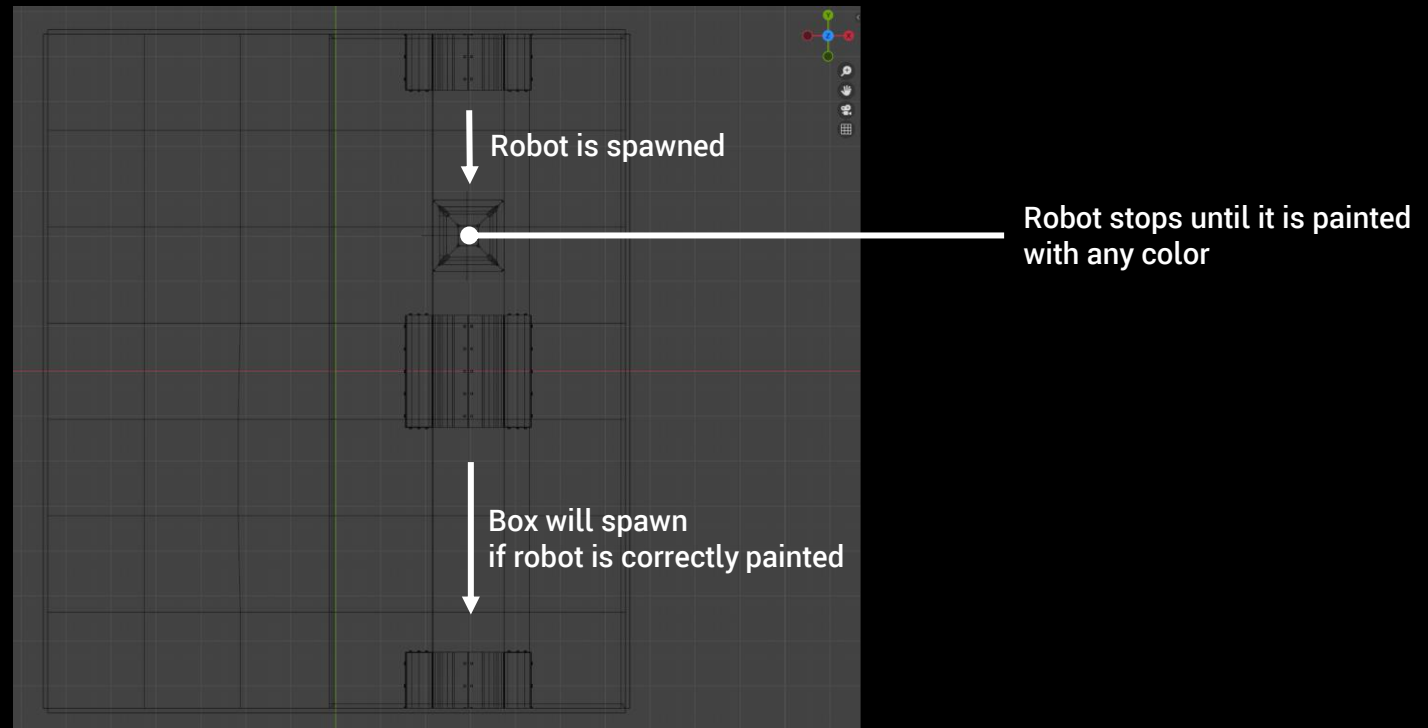 Robot is spawned
Robot stops until it is painted
with any color
Box will spawn
if robot is correctly painted